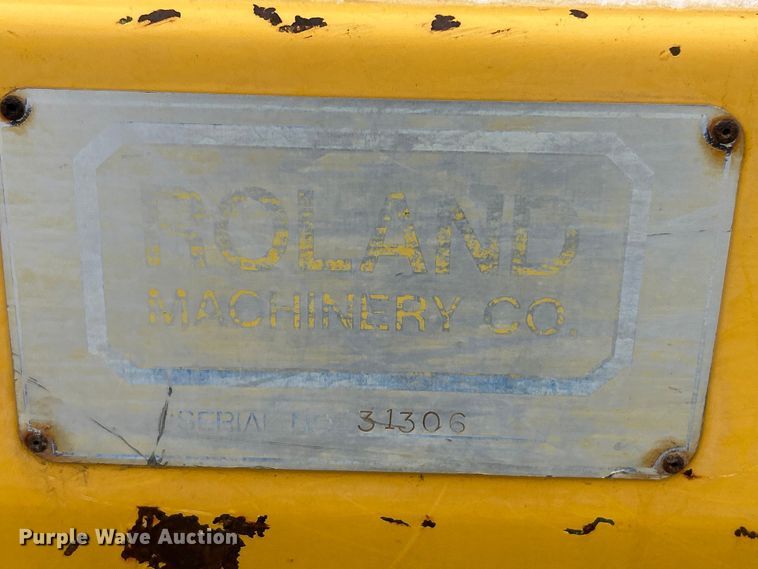 ROLAND
MACHINERY CO.
SERIAL NO. 31306
Purple Wave Auction